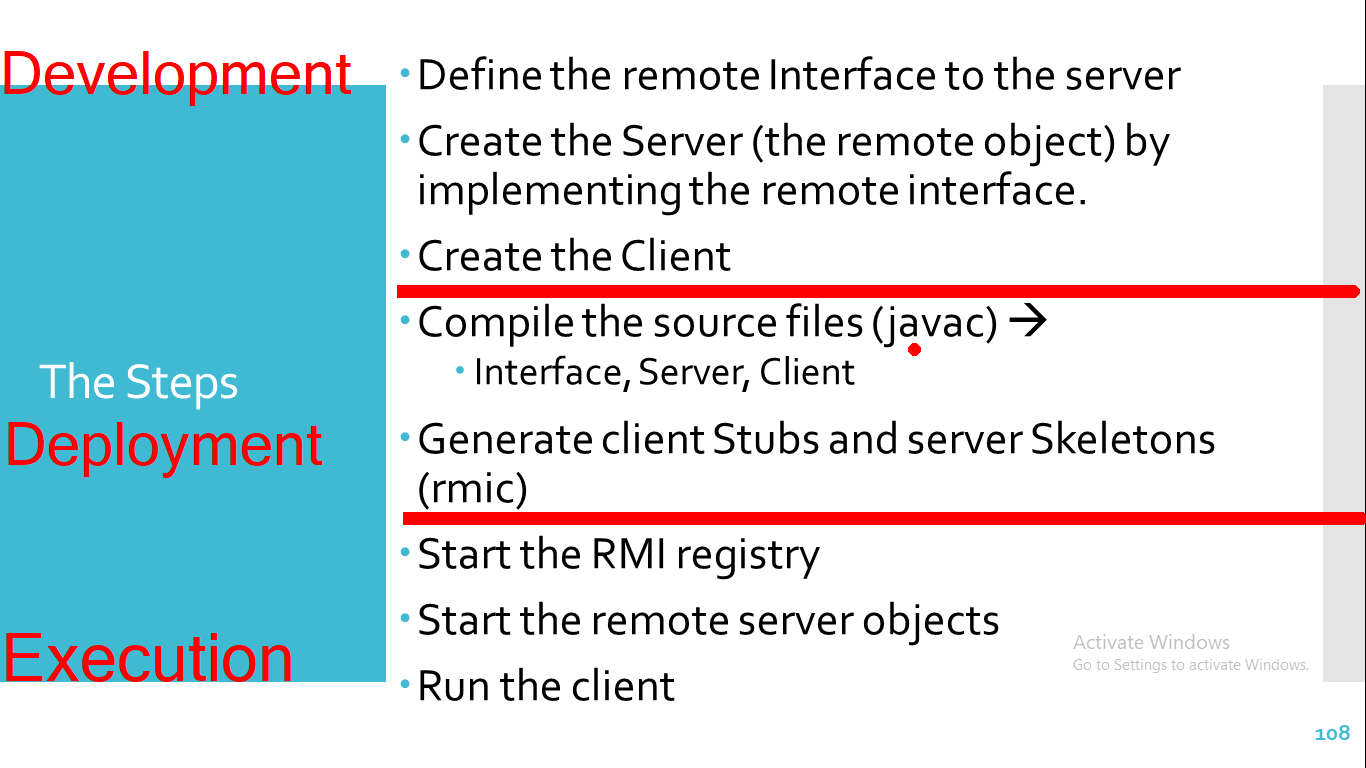 Development
• Define the remote Interface to the server
• Create the Server (the remote object) by
implementing the remote interface.
• Create the Client
• Compile the source files (javac) →
• Interface, Server, Client
The Steps
Deployment
• Generate client Stubs and server Skeletons
(rmic)
• Start the RMI registry
• Start the remote server objects
Execution
• Run the client
Activate Windows
Go to Settings to activate Windows.
108